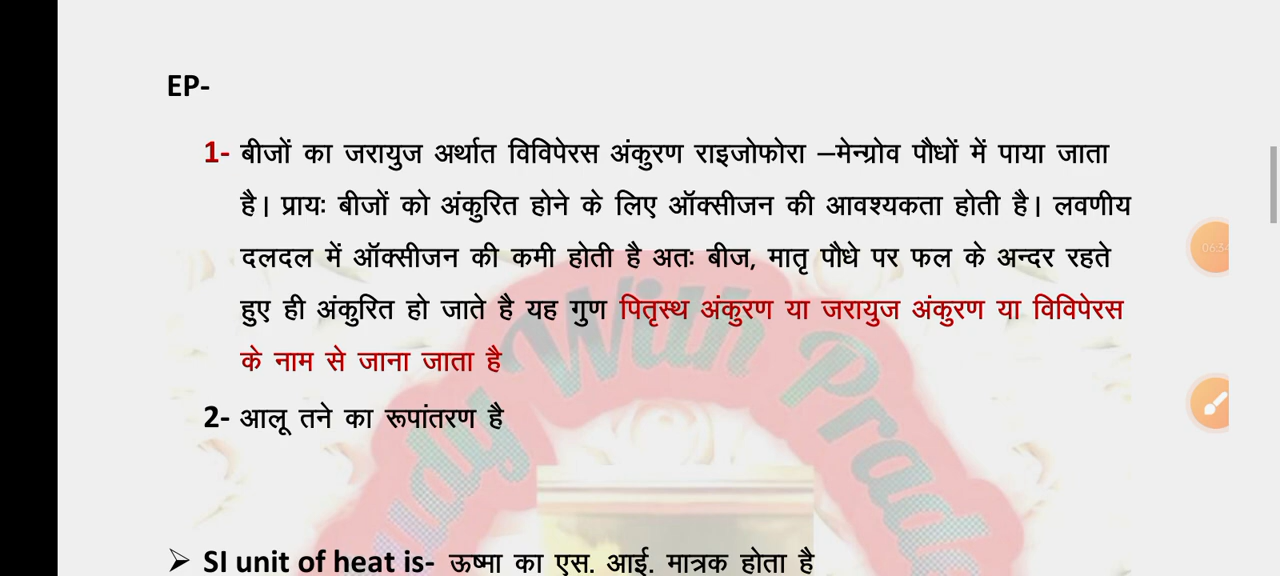 EP-
1- बीजों का जरायुज अर्थात विविपेरस अंकुरण राइजोफोरा –मेन्ग्रोव पौधों में पाया जाता
है। प्रायः बीजों को अंकुरित होने के लिए ऑक्सीजन की आवश्यकता होती है। लवणीय
दलदल में ऑक्सीजन की कमी होती है अतः बीज, मातृ पौधे पर फल के अन्दर रहते
हुए ही अंकुरित हो जाते है यह गुण पितृस्थ अंकुरण या जरायुज अंकुरण या विविपेरस
के नाम से जाना जाता है
2- आलू तने का रूपांतरण है
➢ SI unit of heat is- ऊष्मा का एस. आई. मात्रक होता है
With